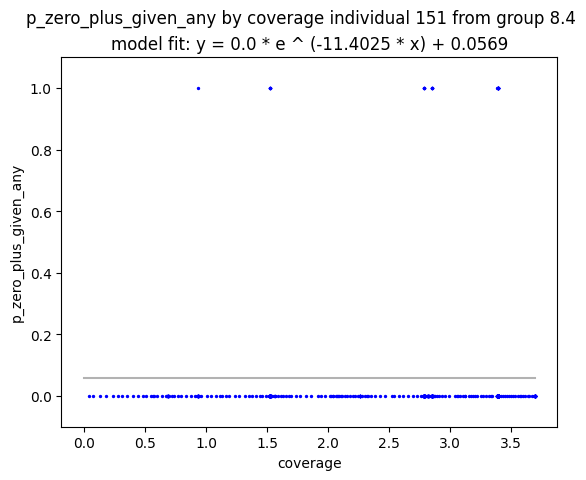 p_zero_plus_given_any by coverage individual 151 from group 8.4
model fit: y = 0.0 * e ^ (-11.4025 * x) + 0.0569
1.0
0.8
0.6
0.4
0.2
0.0
p_zero_plus_given_any
0.0 0.5 1.0 1.5 2.0 2.5 3.0 3.5
coverage